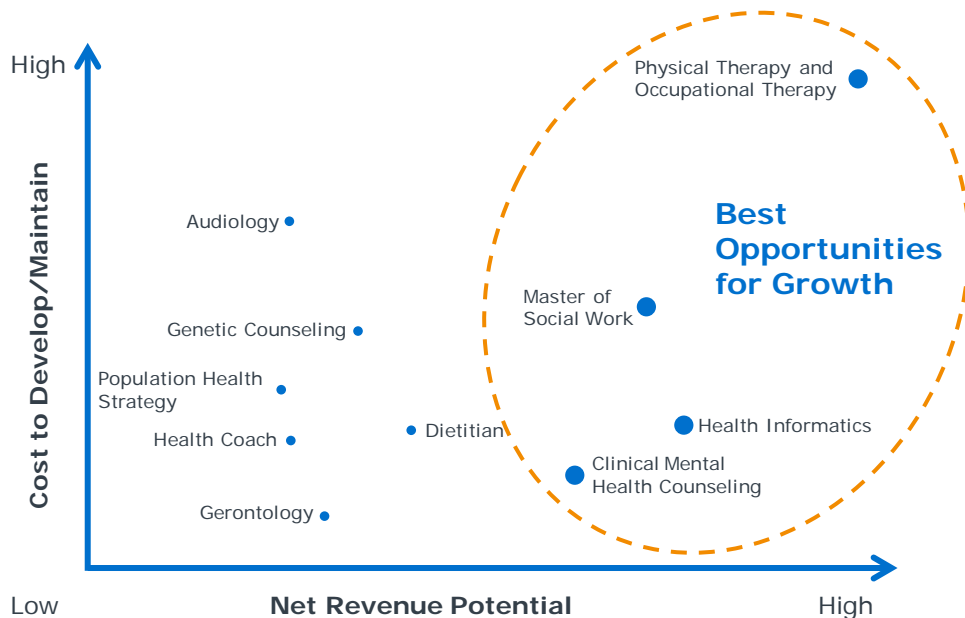 High
Physical Therapy and
Occupational Therapy
Audiology
Best
Opportunities
for Growth
Master of
Social Work
Genetic Counseling
Population Health
Strategy
Health Coach
Dietitian
Health Informatics
Clinical Mental
Health Counseling
Gerontology
Cost to Develop/Maintain
Low
Net Revenue Potential
High